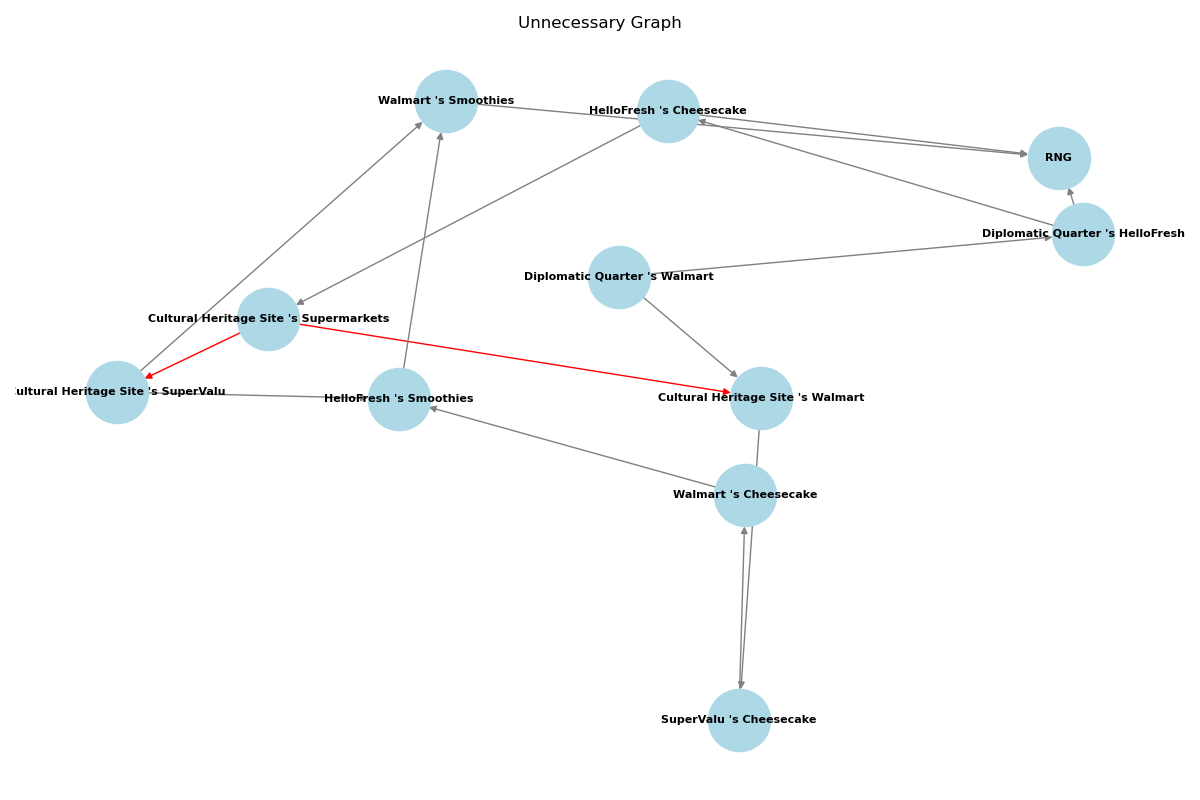 Unnecessary Graph
Walmart 's Smoothies
HelloFresh 's Cheesecake
RNG
Diplomatic Quarter 's HelloFresh
Diplomatic Quarter 's Walmart
Cultural Heritage Site 's Supermarkets
ultural Heritage Site 's SuperValu
HelloFresh 's Smoothies
Cultural Heritage Site 's Walmart
Walmart 's Cheesecake
SuperValu 's Cheesecake